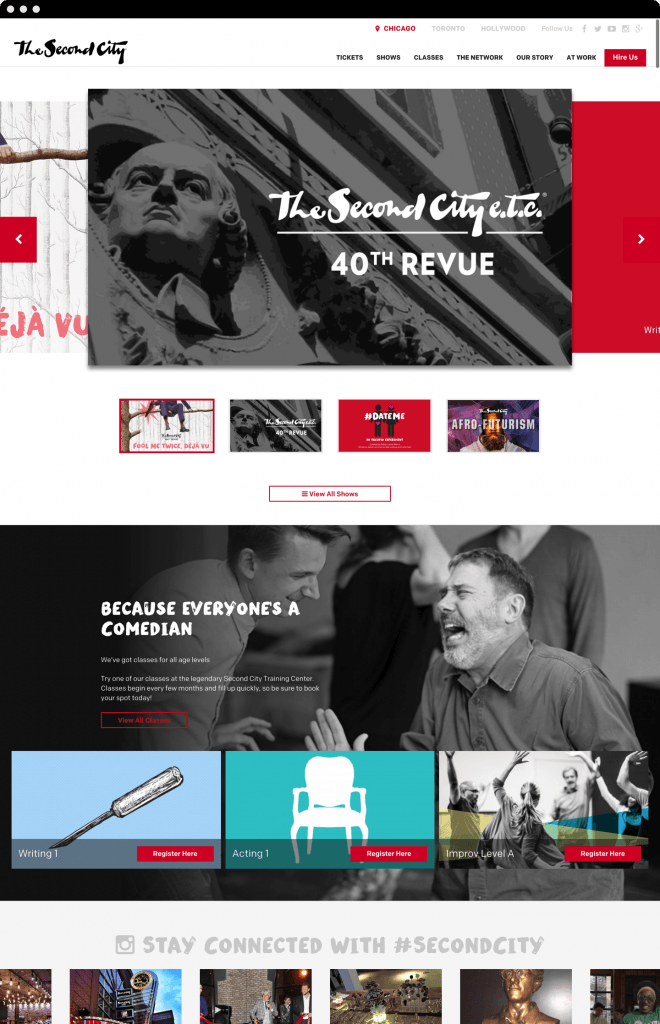 CHICAGO
TORONTO
HOLLYWOOD
Follow Us
The Second City
TICKETS
SHOWS
CLASSES
THE NETWORK
OUR STORY
AT WORK
Hire Us
The Second City e.t.c.®
40TH REVUE
ÉJÀ VU
Writ
FOOL ME TWICE, DÉJÀ VU
The Second City e.t.c.
40TH REVUE
#DATEME
The Second City
AFRO-FUTURISM
View All Shows
BECAUSE EVERYONE'S A
COMEDIAN
We've got classes for all age levels
Try one of our classes at the legendary Second City Training Center.
Classes begin every few months and fill up quickly, so be sure to book
your spot today!
View All Classes
Writing 1
Register Here
Acting 1
Register Here
Improv Level A
Register Here
STAY CONNECTED WITH #SECONDCITY